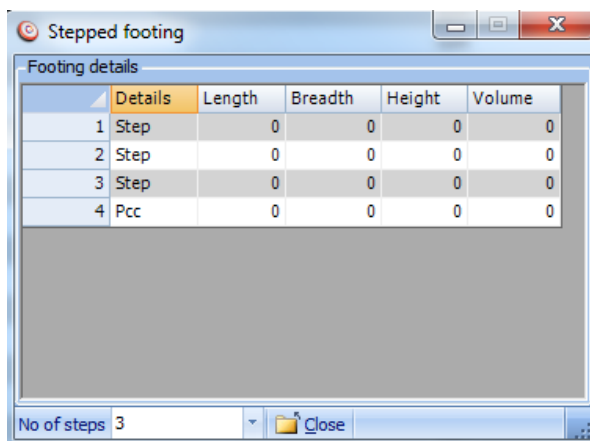 Stepped footing
Footing details
Details Length Breadth Height Volume
1 Step 0 0 0 0
2 Step 0 0 0 0
3 Step 0 0 0 0
4 Pcc 0 0 0 0
No of steps 3 Close